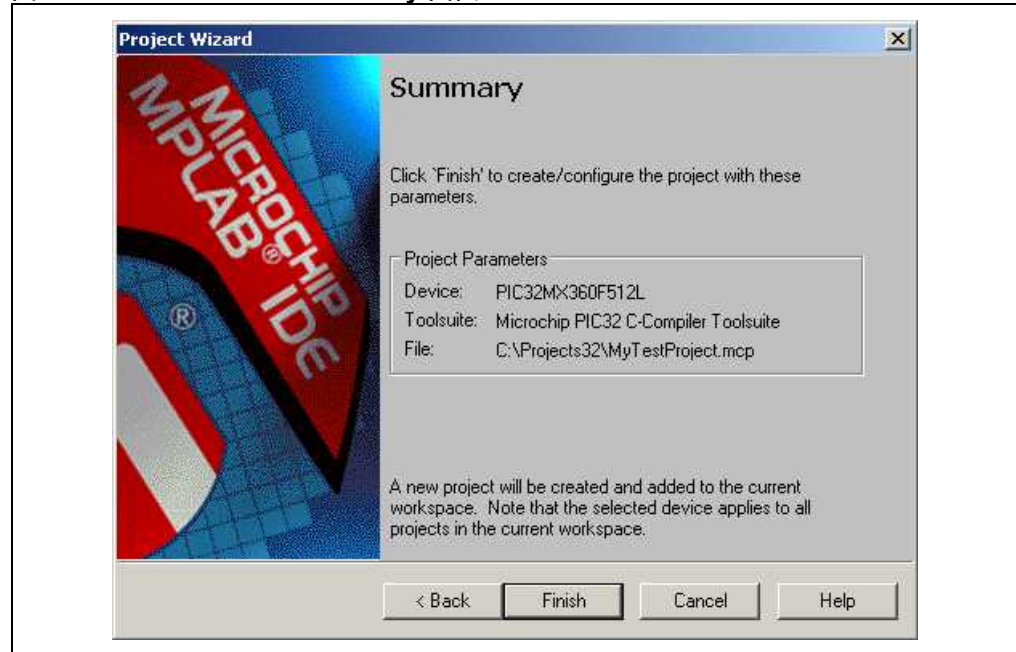 Project Wizard
MICROCHIP
MPLAB® IDE
®
Summary
Click `Finish' to create/configure the project with these
parameters.
Project Parameters
Device: PIC32MX360F512L
Toolsuite: Microchip PIC32 C-Compiler Toolsuite
File: C:\Projects32\MyTestProject.mcp
A new project will be created and added to the current
workspace. Note that the selected device applies to all
projects in the current workspace.
< Back Finish Cancel Help